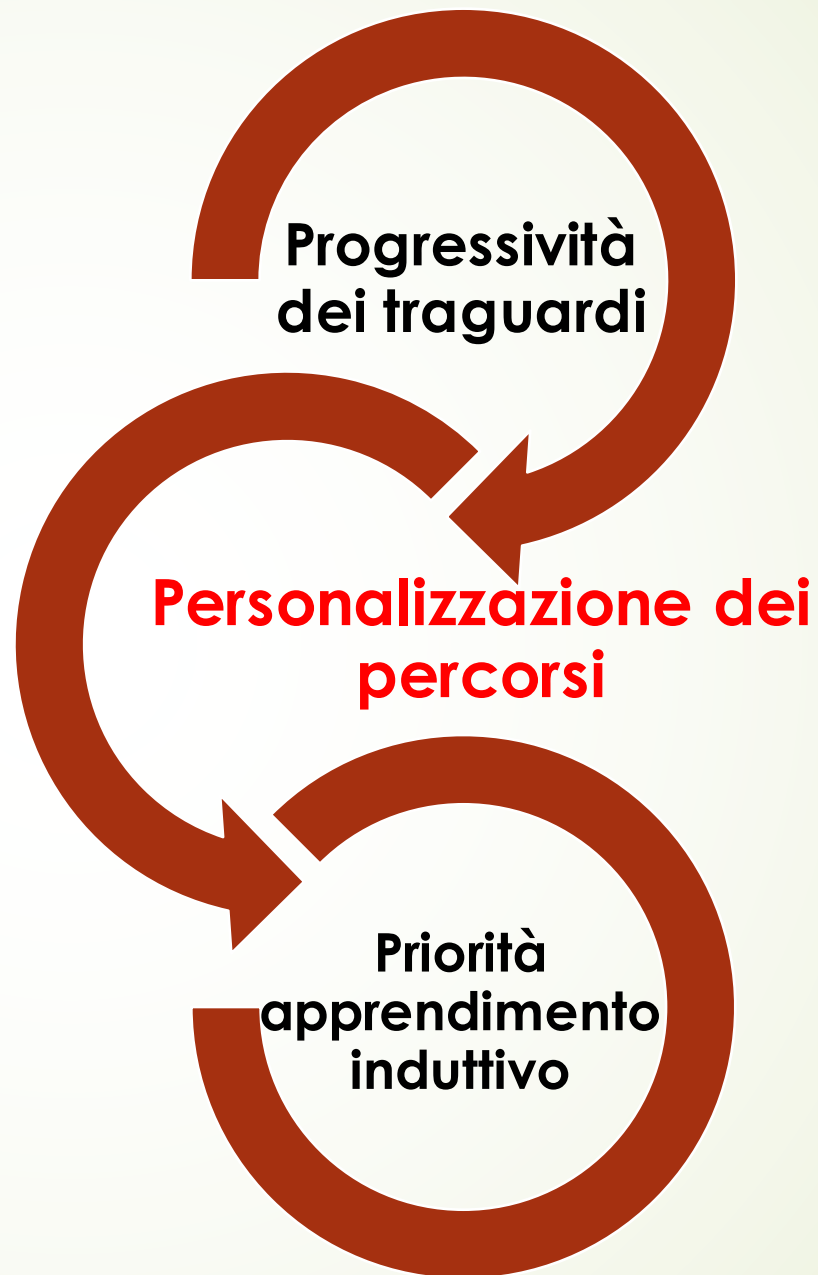 Progressività
dei traguardi
Personalizzazione dei
percorsi
Priorità
apprendimento
induttivo